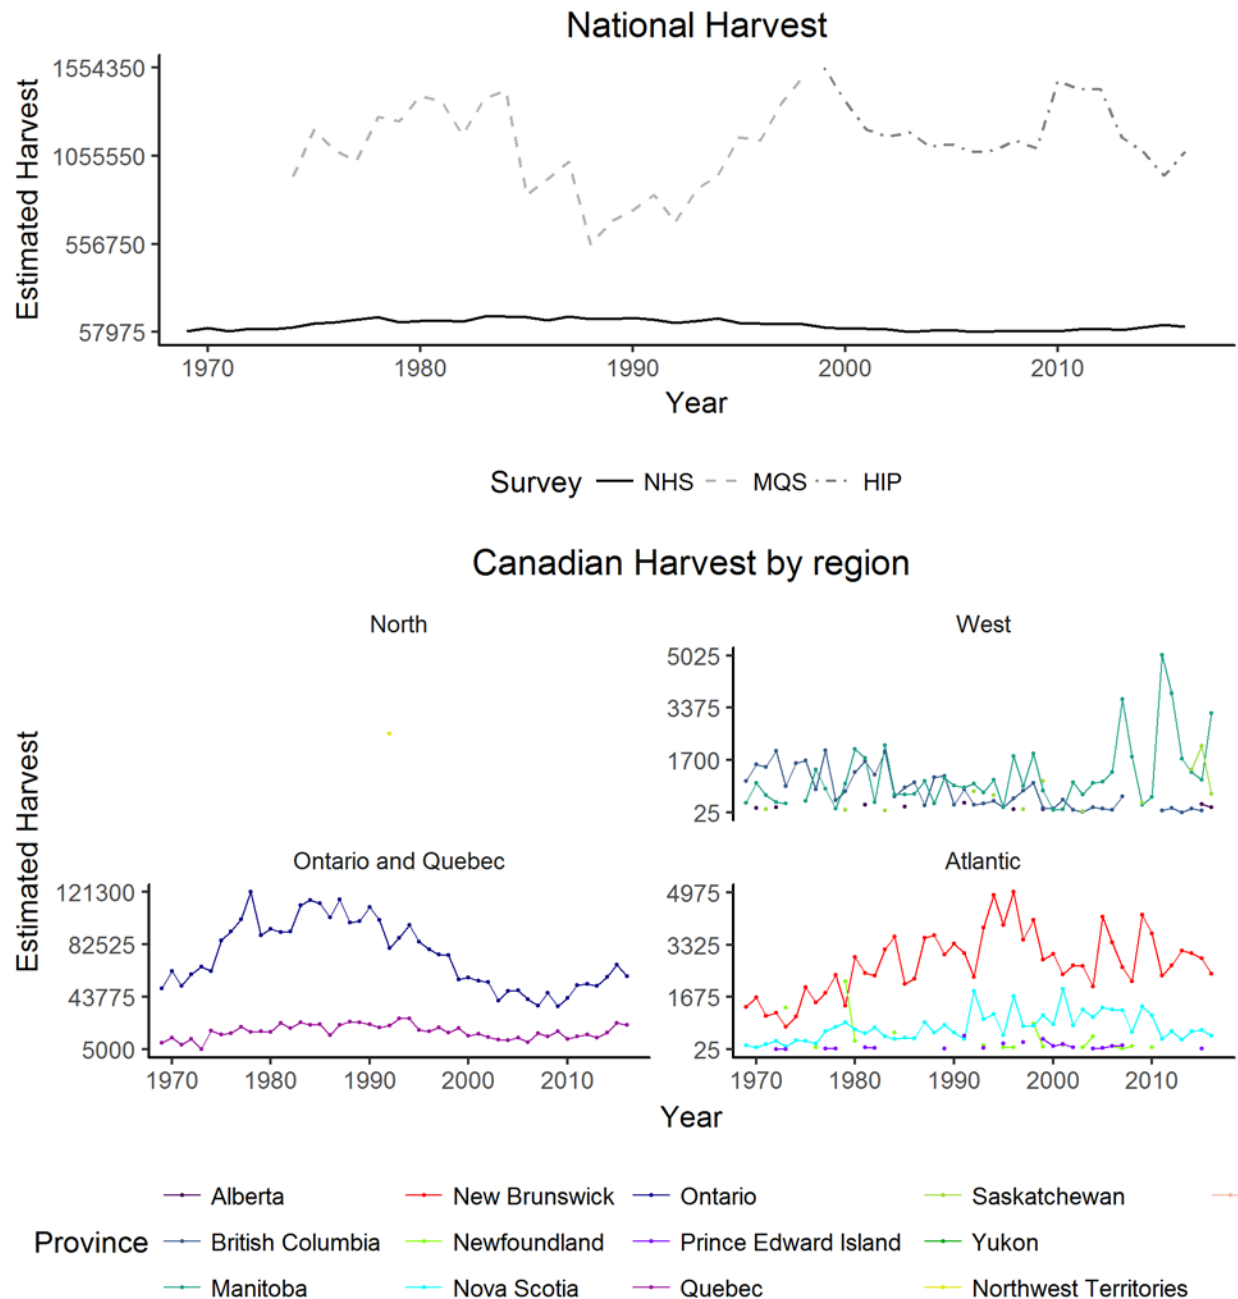 National Harvest
Estimated Harvest
1554350
1055550
556750
57975
1970 1980 1990 2000 2010
Year
Survey NHS MQS HIP
Canadian Harvest by region
North
West
Estimated Harvest
5025
3375
1700
25
Ontario and Quebec
Atlantic
121300
82525
43775
5000
4975
3325
1675
25
1970 1980 1990 2000 2010
1970 1980 1990 2000 2010
Year
Province
Alberta New Brunswick Ontario Saskatchewan
British Columbia Newfoundland Prince Edward Island Yukon
Manitoba Nova Scotia Quebec Northwest Territories